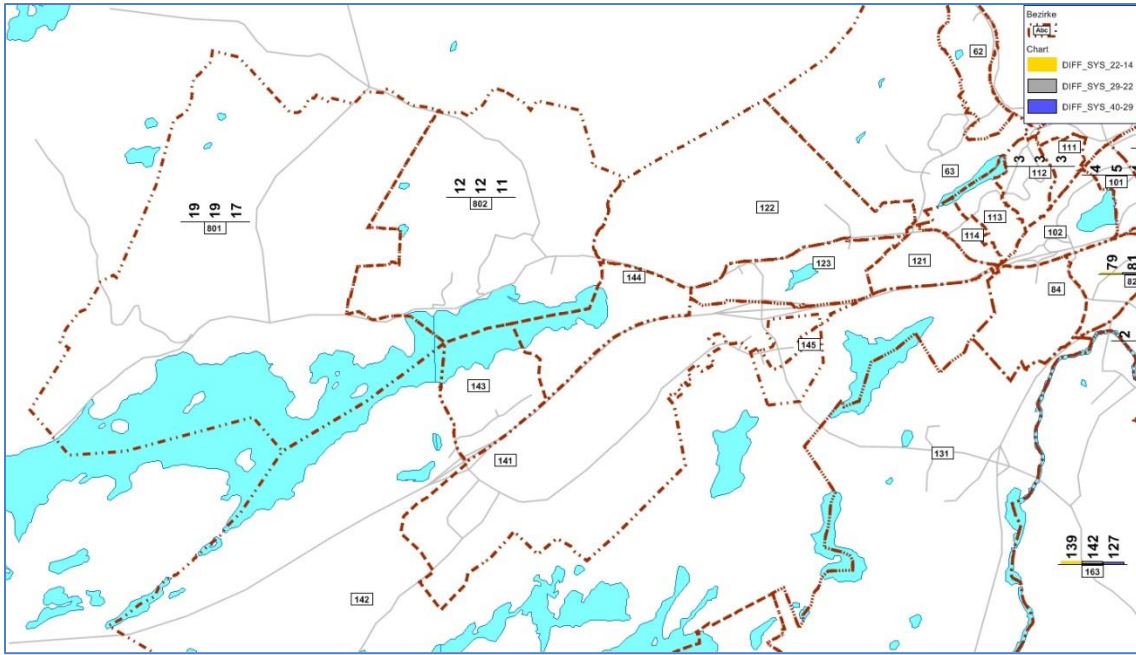 Bezirke
Abc
Chart
DIFF_SYS_22-14
DIFF_SYS_29-22
DIFF_SYS_40-29
62
111
3 3 3
112
4 5
101
63
12 12 11
802
19 19 17
801
122
113
114
102
121
123
144
79 81
82
84
2
145
143
141
131
139 142 127
163
142